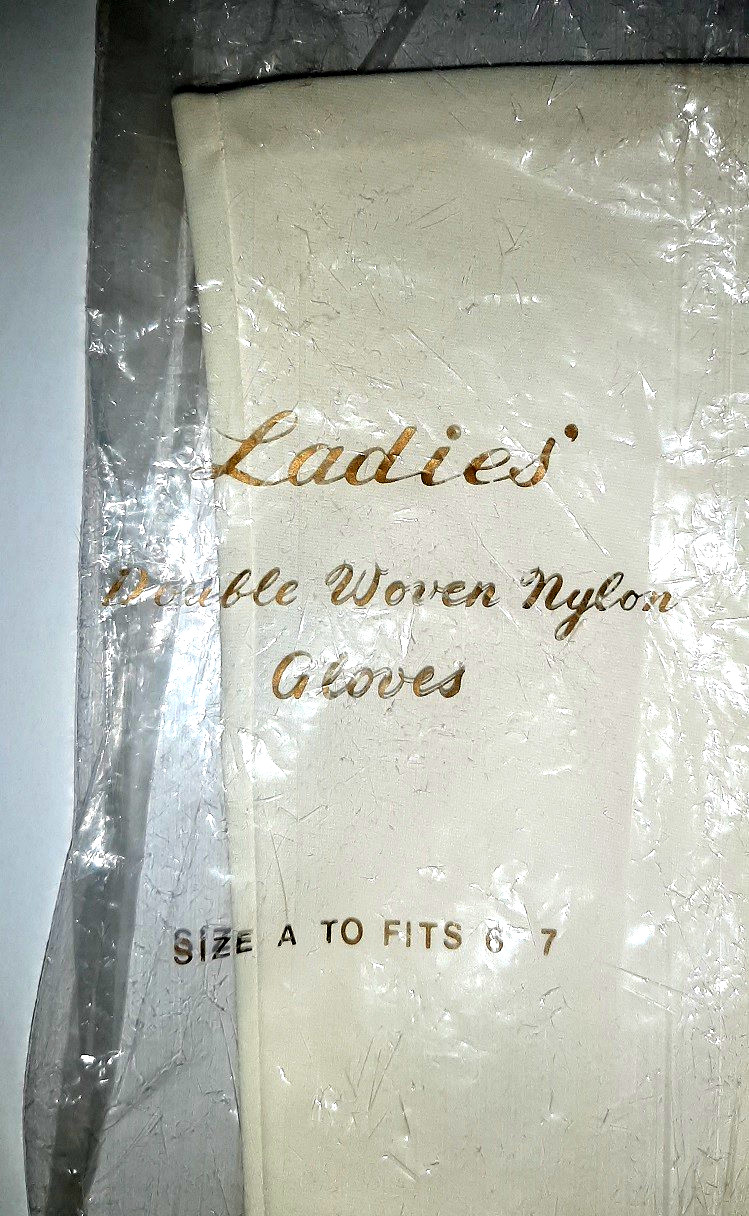 Ladies'
Double Woven Nylon
Gloves
SIZE A TO FITS 6 7